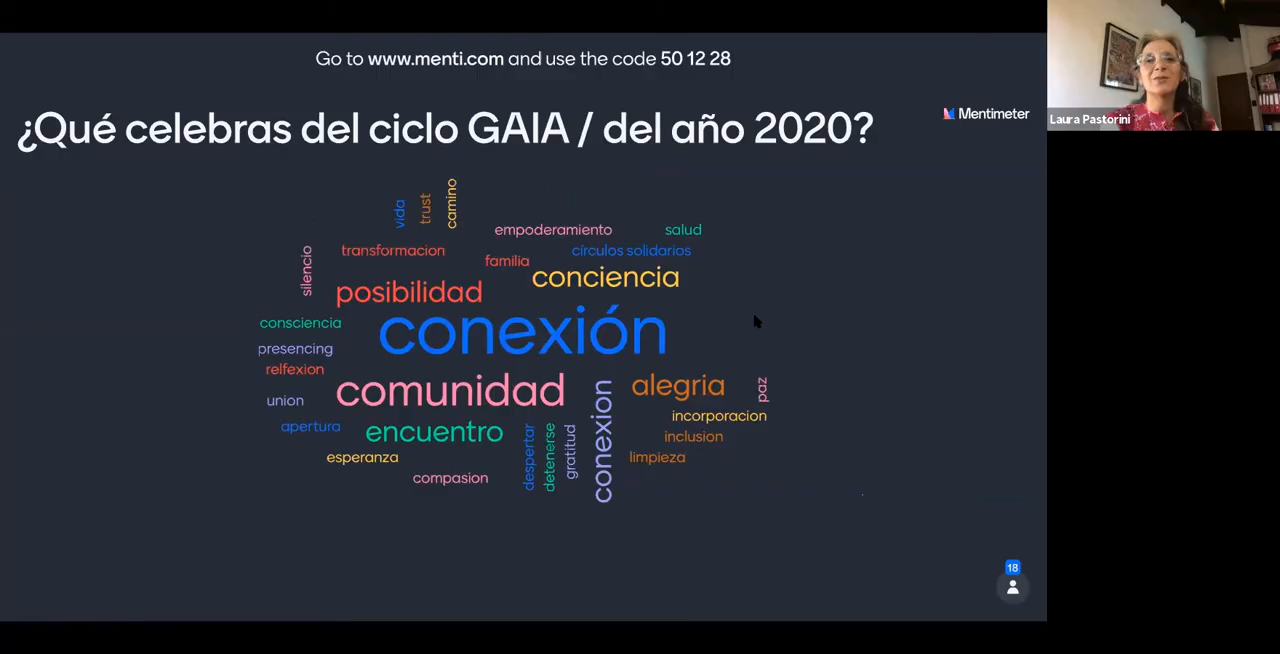 Go to www.menti.com and use the code 50 12 28
Mentimeter
¿Qué celebras del ciclo GAIA / del año 2020?
Laura Pastorini
vida
trust
camino
empoderamiento
salud
silencio
transformacion
familia
círculos solidarios
conciencia
posibilidad
consciencia
conexión
presencing
relfexion
union
comunidad
conexion
alegria
paz
incorporacion
apertura
encuentro
despertar
detenerse
gratitud
inclusion
esperanza
limpieza
compasion
18